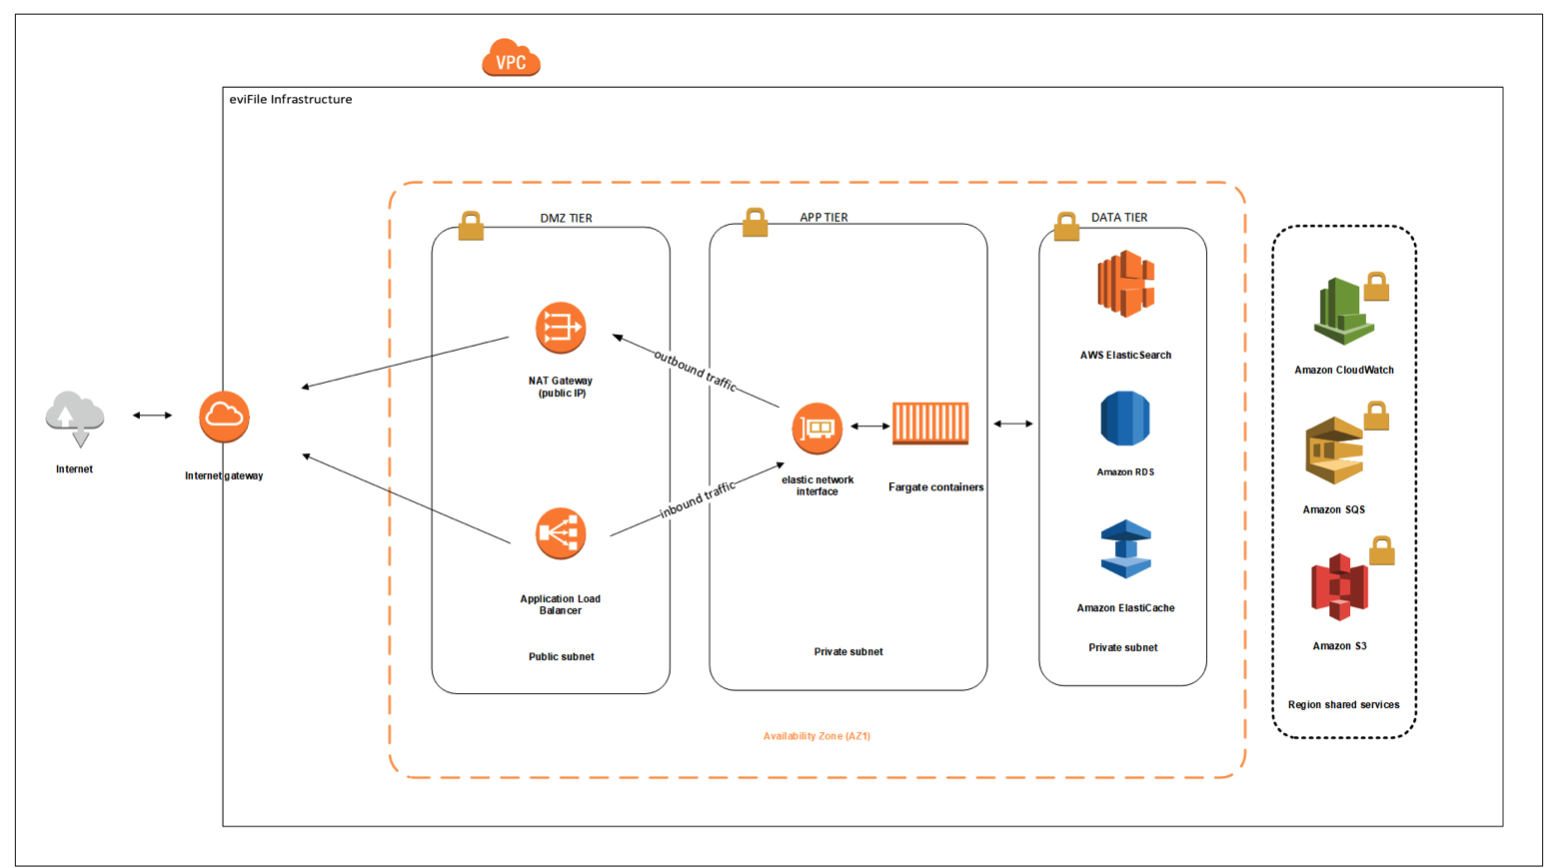 VPC
eviFile Infrastructure
DMZ TIER
APP TIER
DATA TIER
AWS ElasticSearch
Amazon CloudWatch
outbound traffic
NAT Gateway
(public IP)
Internet
Internet gateway
elastic network
interface
Fargate containers
Amazon RDS
inbound traffic
Amazon SQS
Application Load
Balancer
Amazon ElastiCache
Public subnet
Private subnet
Private subnet
Amazon S3
Region shared services
Availability Zone (AZ1)